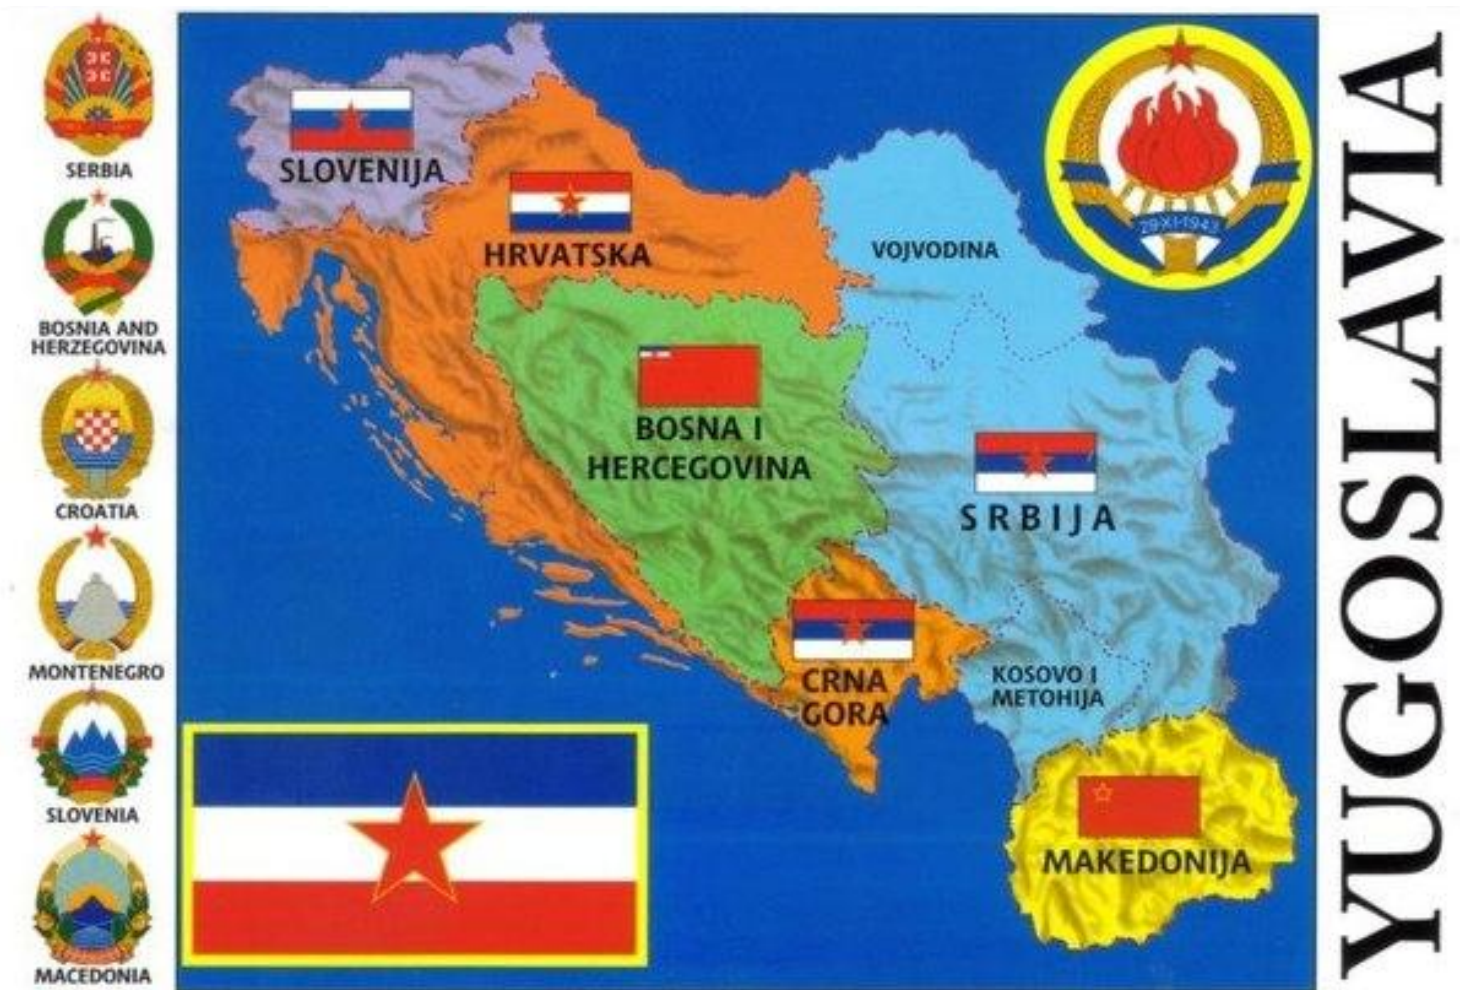 SERBIA
BOSNIA AND
HERZEGOVINA
CROATIA
MONTENEGRO
SLOVENIA
MACEDONIA
SLOVENIJA
HRVATSKA
VOJVODINA
BOSNA I
HERCEGOVINA
SRBIJA
CRNA
GORA
KOSOVO I
METOHIJA
MAKEDONIJA
29·XI·1943
YUGOSLAVIA